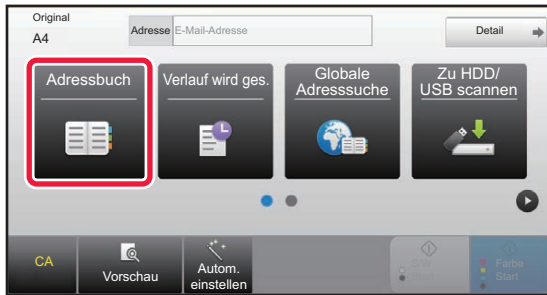 Original
A4
Adresse E-Mail-Adresse
Detail
Adressbuch
Verlauf wird ges.
Globale
Adresssuche
Zu HDD/
USB scannen
CA
Vorschau
Autom.
einstellen
S/W
Start
Farbe
Start